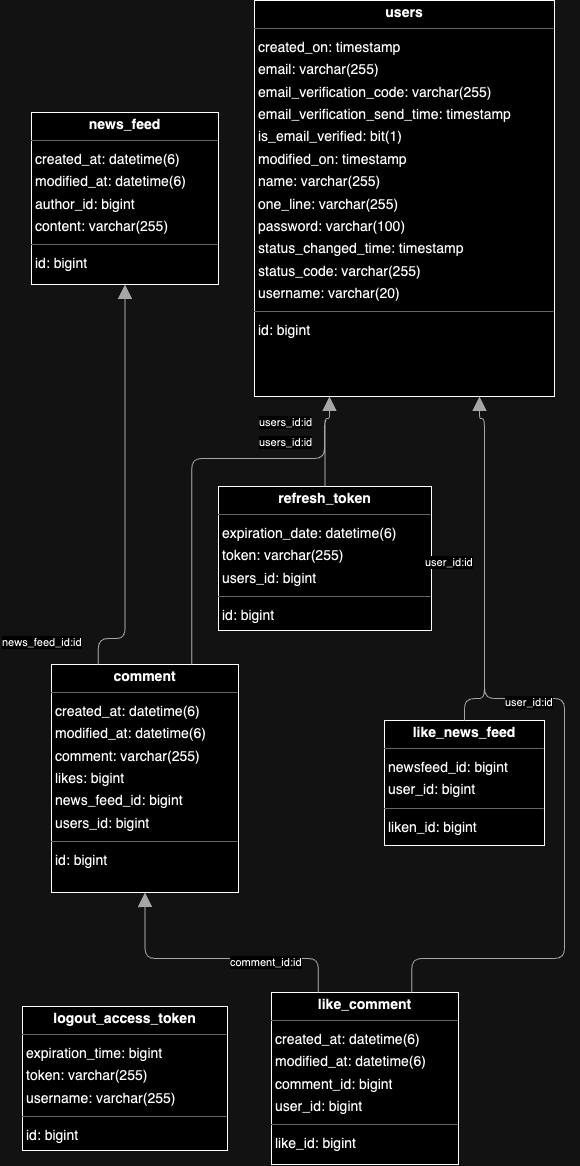 users
created_on: timestamp
email: varchar(255)
email_verification_code: varchar(255)
email_verification_send_time: timestamp
is_email_verified: bit(1)
modified_on: timestamp
name: varchar(255)
one_line: varchar(255)
password: varchar(100)
status_changed_time: timestamp
status_code: varchar(255)
username: varchar(20)
id: bigint
news_feed
created_at: datetime(6)
modified_at: datetime(6)
author_id: bigint
content: varchar(255)
id: bigint
users_id:id
users_id:id
refresh_token
expiration_date: datetime(6)
token: varchar(255)
users_id: bigint
id: bigint
user_id:id
news_feed_id:id
comment
created_at: datetime(6)
modified_at: datetime(6)
comment: varchar(255)
likes: bigint
news_feed_id: bigint
users_id: bigint
id: bigint
user_id:id
like_news_feed
newsfeed_id: bigint
user_id: bigint
liken_id: bigint
comment_id:id
logout_access_token
expiration_time: bigint
token: varchar(255)
username: varchar(255)
id: bigint
like_comment
created_at: datetime(6)
modified_at: datetime(6)
comment_id: bigint
user_id: bigint
like_id: bigint